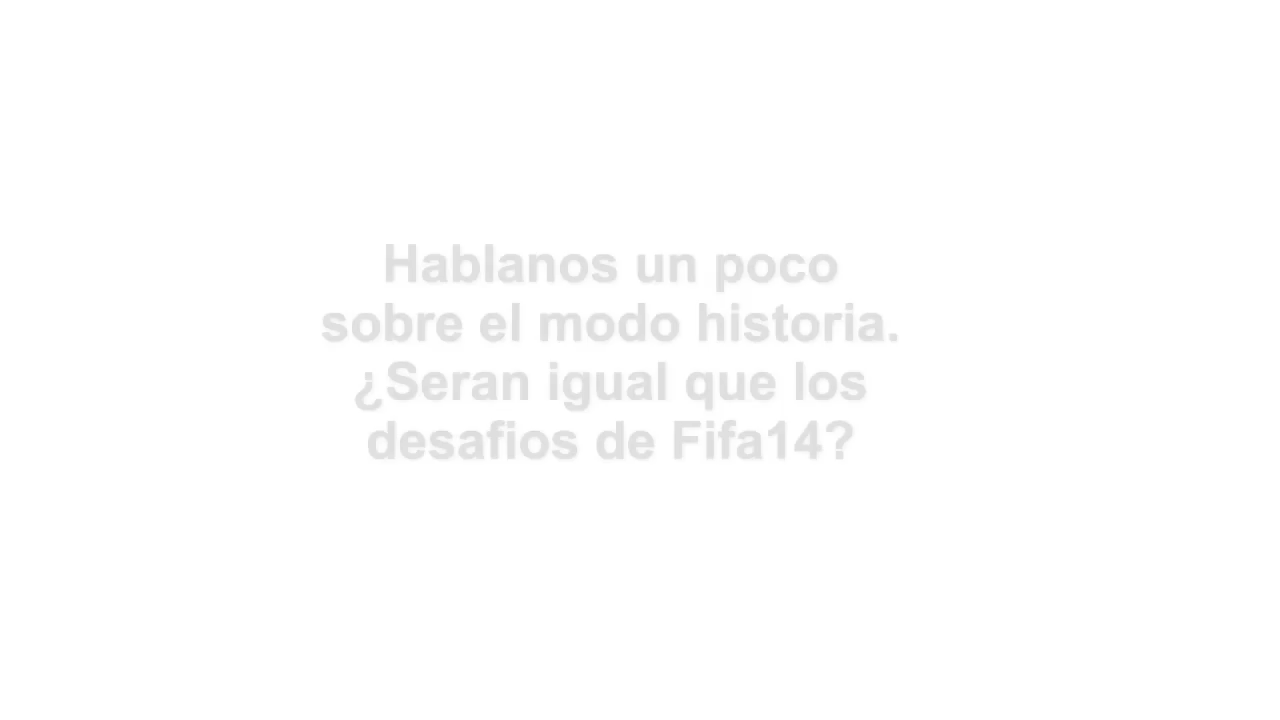 Hablanos un poco
sobre el modo historia.
¿Seran igual que los
desafios de Fifa14?